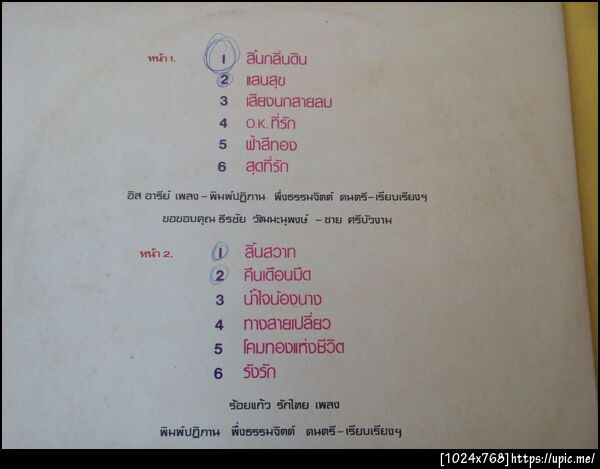 หน้า 1.
1 สิ้นกลิ่นดิน
2 แสนสุข
3 เสียงนกสายลม
4 O.K. ที่รัก
5 ฟ้าสีทอง
6 สุดที่รัก
อิส อารีย์ เพลง – พิมพ์ปฏิภาน พึ่งธรรมจิตต์ ดนตรี – เรียบเรียงฯ
ขอขอบคุณ ธีรชัย วัฒนะนุพงษ์ – ชาย ศรีบัวงาม
หน้า 2.
1 สิ้นสวาท
2 คืนเดือนมืด
3 น้ำใจน้องนาง
4 ทางสายเปลี่ยว
5 โคมทองแห่งชีวิต
6 รังรัก
ร้อยแก้ว รักไทย เพลง
พิมพ์ปฏิภาน พึ่งธรรมจิตต์ ดนตรี – เรียบเรียงฯ
[1024x768]https://upic.me/